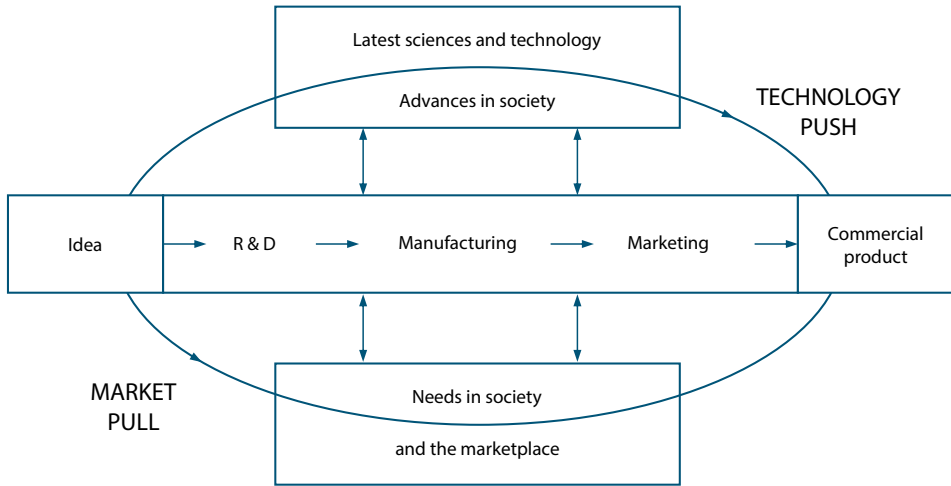 Latest sciences and technology
Advances in society
TECHNOLOGY
PUSH
Idea
R & D
Manufacturing
Marketing
Commercial
product
MARKET
PULL
Needs in society
and the marketplace